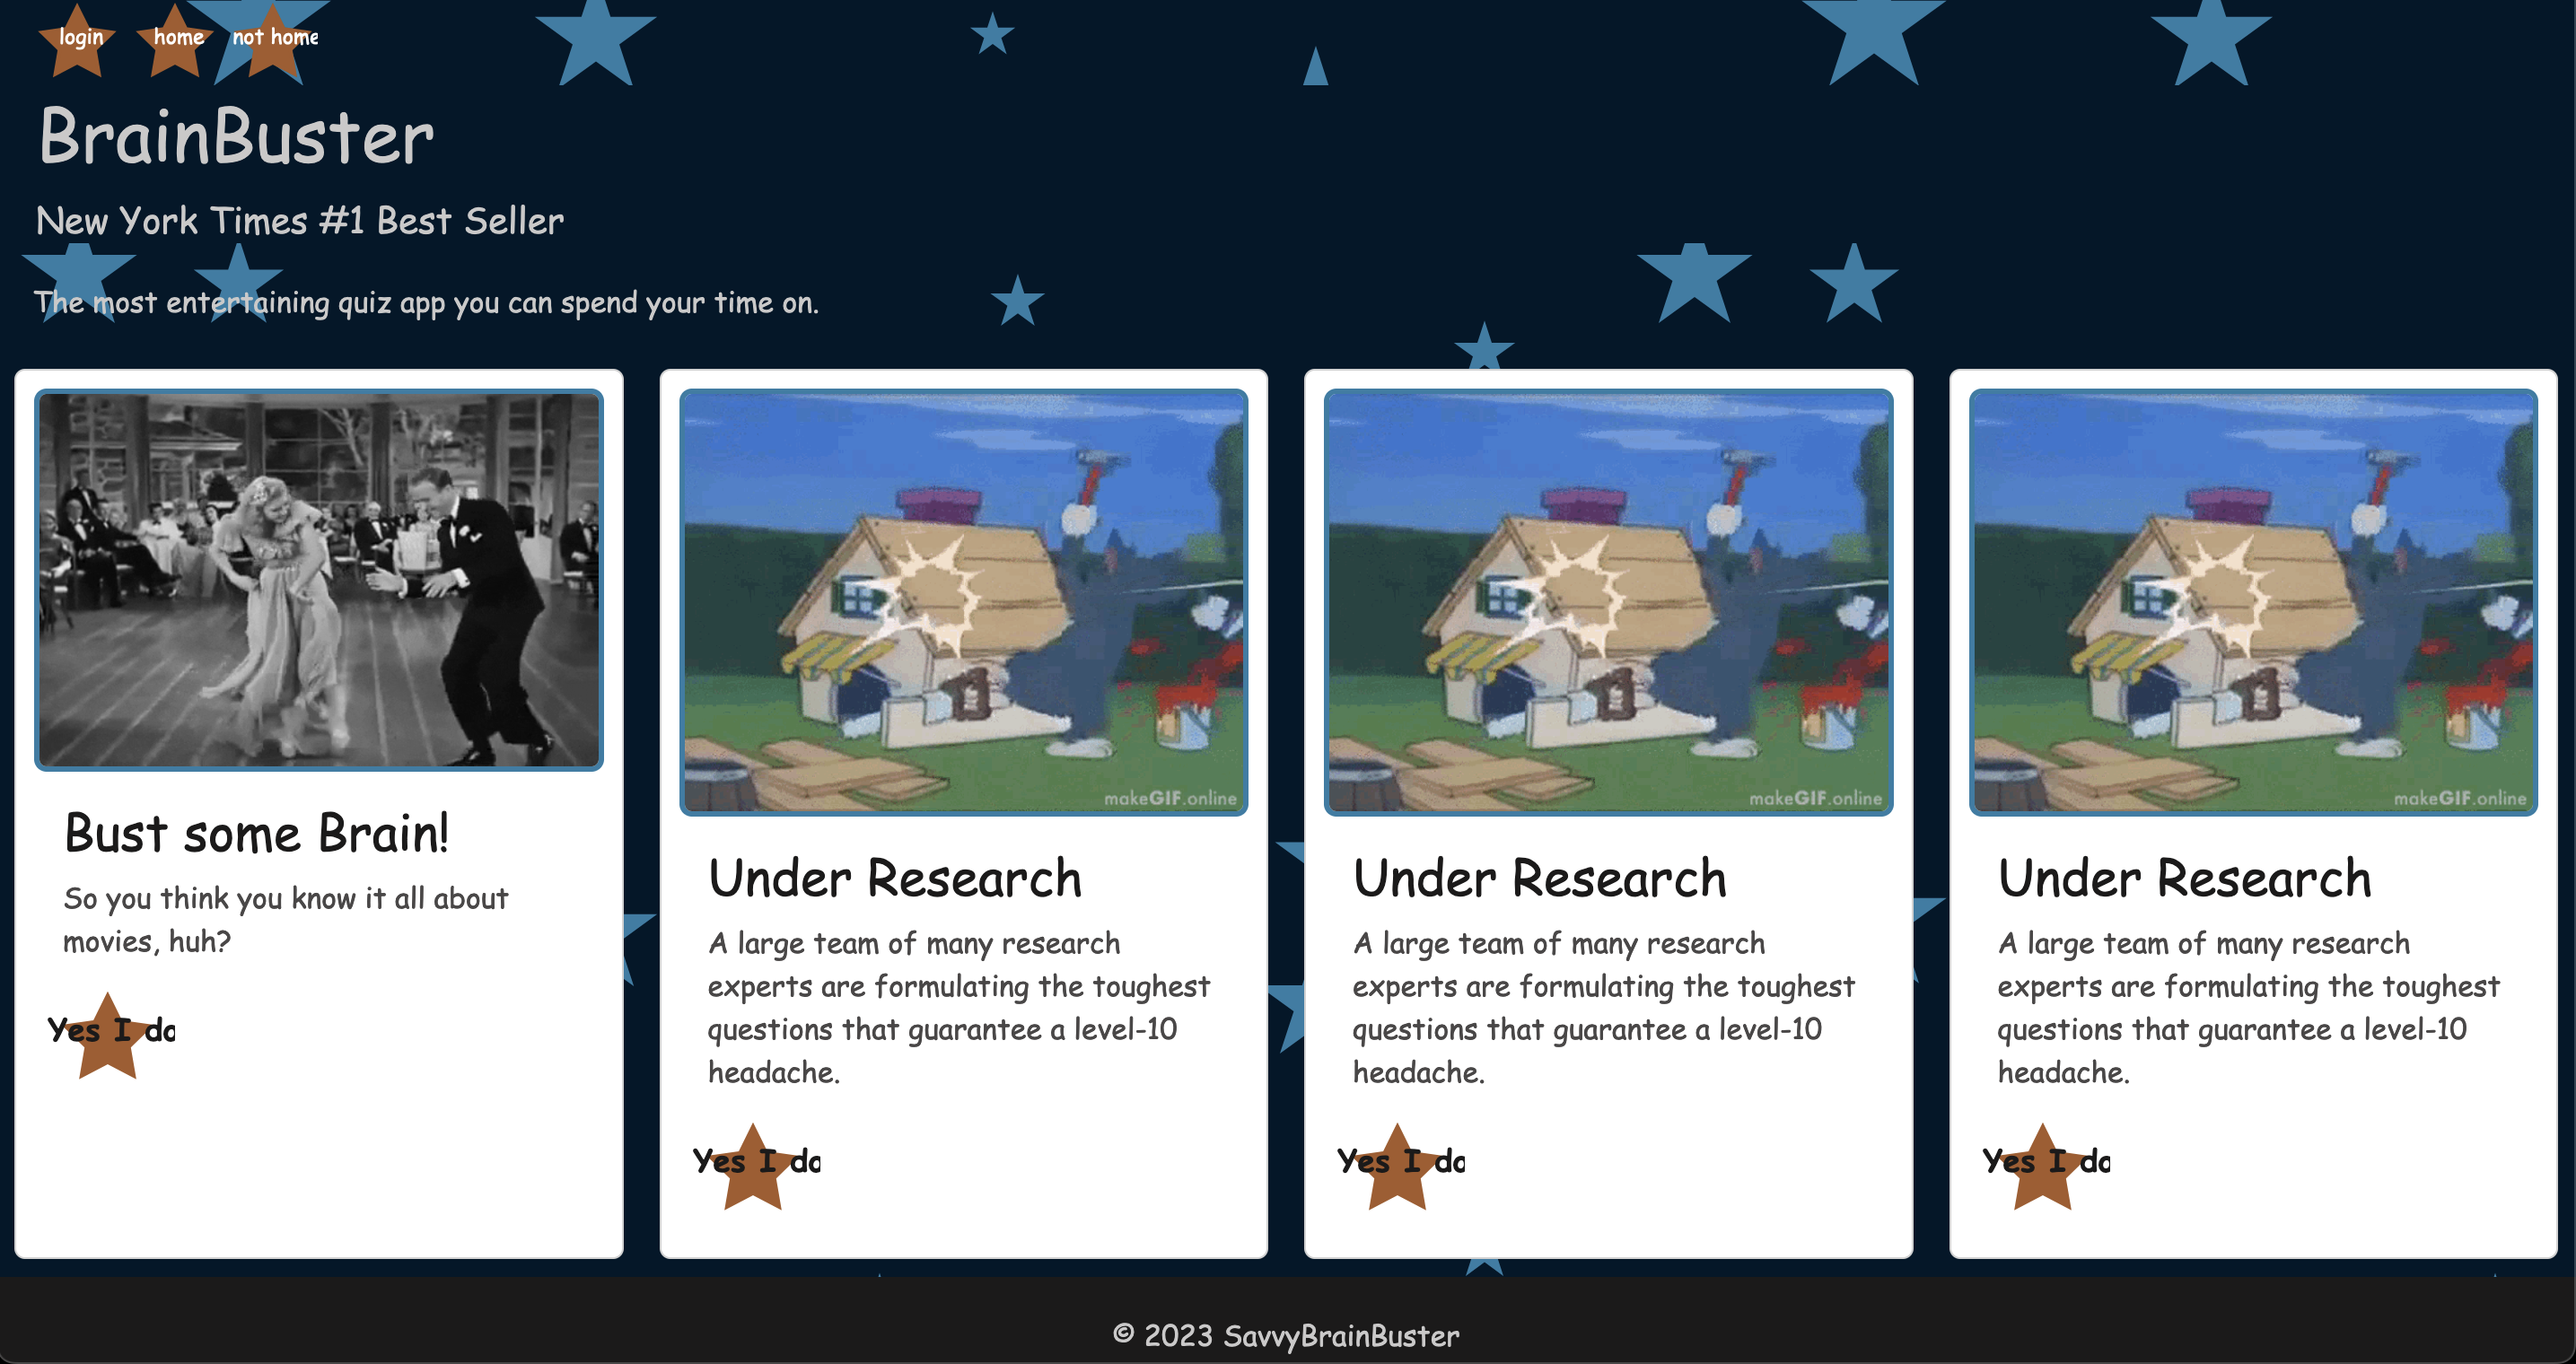 login home not home
BrainBuster
New York Times #1 Best Seller
The most entertaining quiz app you can spend your time on.
Bust some Brain!
So you think you know it all about
movies, huh?
Yes I do
makeGIF.online
Under Research
A large team of many research
experts are formulating the toughest
questions that guarantee a level-10
headache.
Yes I do
makeGIF.online
Under Research
A large team of many research
experts are formulating the toughest
questions that guarantee a level-10
headache.
Yes I do
makeGIF.online
Under Research
A large team of many research
experts are formulating the toughest
questions that guarantee a level-10
headache.
Yes I do
© 2023 SavvyBrainBuster